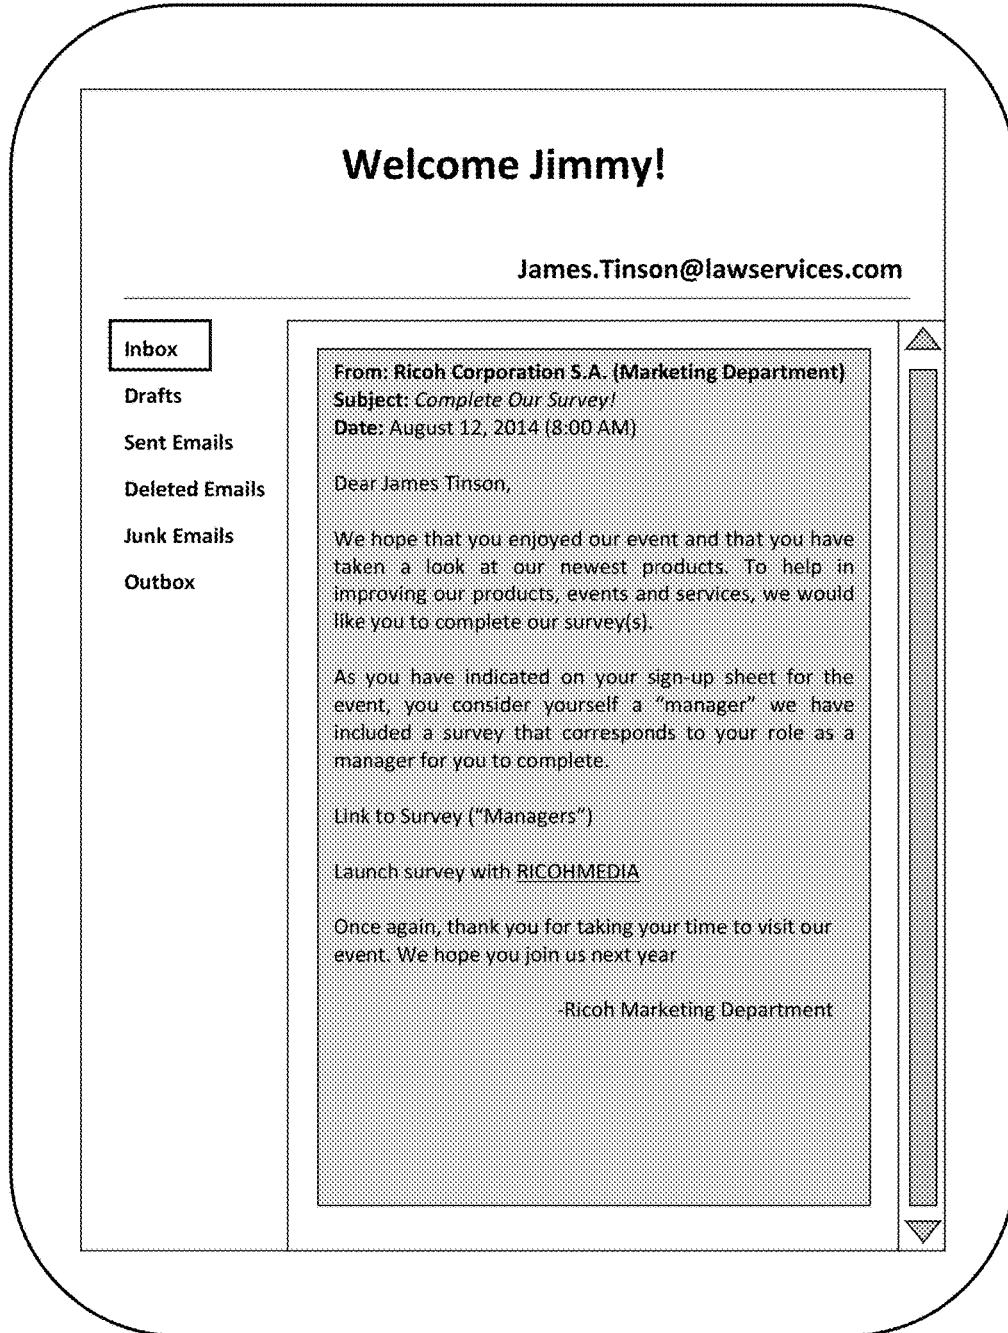 Welcome Jimmy!
James.Tinson@lawservices.com
Inbox
Drafts
Sent Emails
Deleted Emails
Junk Emails
Outbox
From: Ricoh Corporation S.A. (Marketing Department)
Subject: Complete Our Survey!
Date: August 12, 2014 (8:00 AM)
Dear James Tinson,
We hope that you enjoyed our event and that you have
taken a look at our newest products. To help in
improving our products, events and services, we would
like you to complete our survey(s).
As you have indicated on your sign-up sheet for the
event, you consider yourself a “manager” we have
included a survey that corresponds to your role as a
manager for you to complete.
Link to Survey (“Managers”)
Launch survey with RICOHMEDIA
Once again, thank you for taking your time to visit our
event. We hope you join us next year
-Ricoh Marketing Department